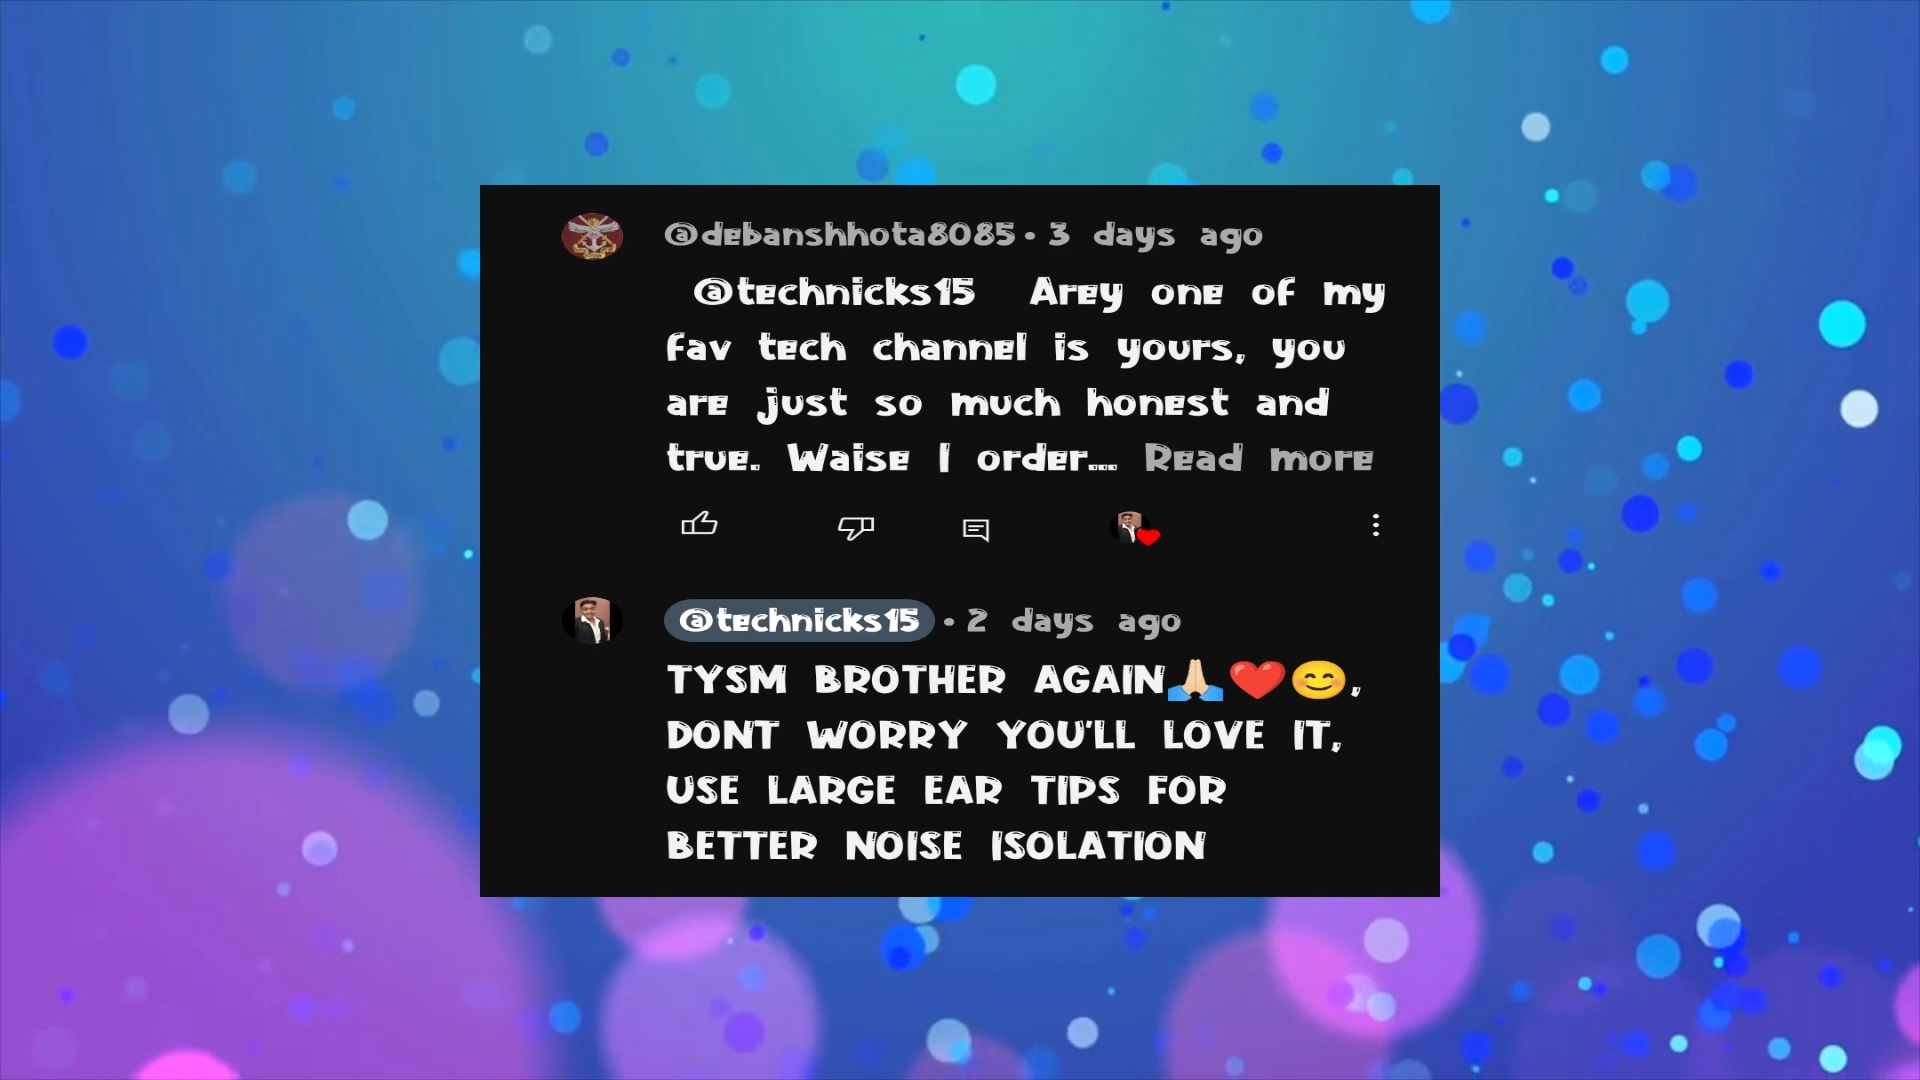 @debanshhota8085 • 3 days ago
@technicks15 Arey one of my
fav tech channel is yours, you
are just so much honest and
true. Waise I order... Read more
@technicks15 • 2 days ago
TYSM BROTHER AGAIN🙏🏻❤️😊,
DONT WORRY YOU'LL LOVE IT,
USE LARGE EAR TIPS FOR
BETTER NOISE ISOLATION